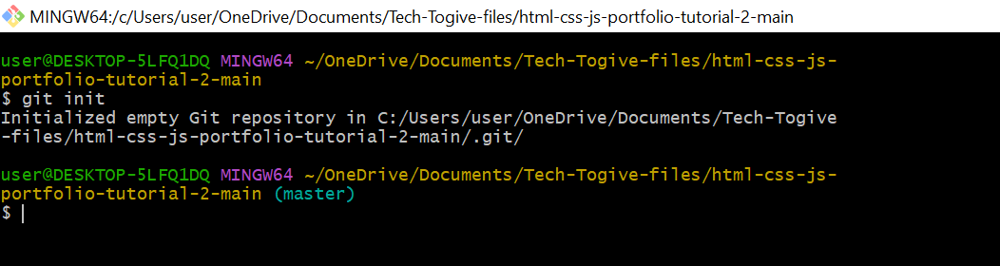 MINGW64:/c/Users/user/OneDrive/Documents/Tech-Togive-files/html-css-js-portfolio-tutorial-2-main
user@DESKTOP-5LFQ1DQ MINGW64 ~/OneDrive/Documents/Tech-Togive-files/html-css-js-
portfolio-tutorial-2-main
$ git init
Initialized empty Git repository in C:/Users/user/OneDrive/Documents/Tech-Togive
-files/html-css-js-portfolio-tutorial-2-main/.git/
user@DESKTOP-5LFQ1DQ MINGW64 ~/OneDrive/Documents/Tech-Togive-files/html-css-js-
portfolio-tutorial-2-main (master)
$